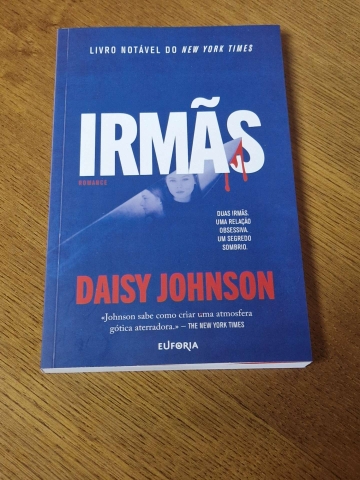 LIVRO NOTÁVEL DO NEW YORK TIMES
IRMÃS
ROMANCE
DUAS IRMÃS.
UMA RELAÇÃO
OBSESSIVA.
UM SEGREDO
SOMBRIO.
DAISY JOHNSON
«Johnson sabe como criar uma atmosfera
gótica aterradora.» – THE NEW YORK TIMES
EUFORIA